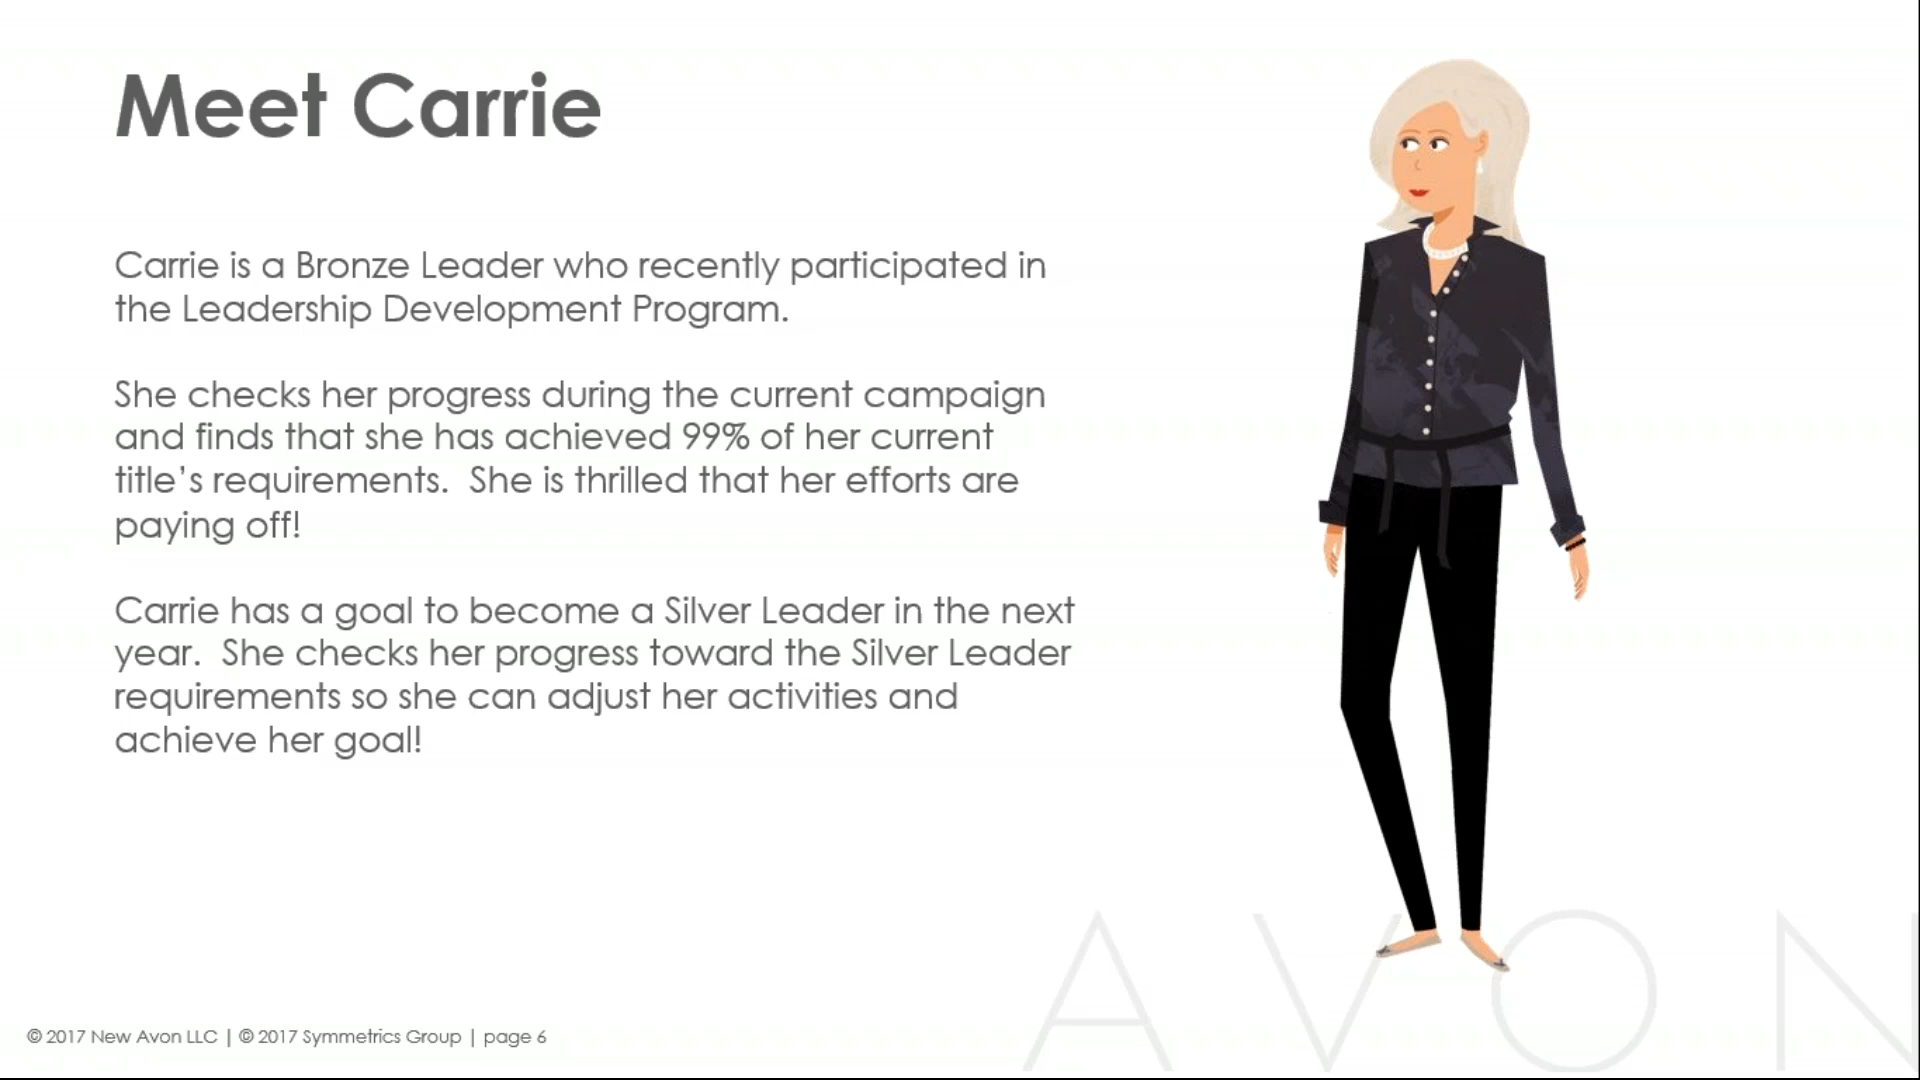 Meet Carrie
Carrie is a Bronze Leader who recently participated in
the Leadership Development Program.
She checks her progress during the current campaign
and finds that she has achieved 99% of her current
title’s requirements.  She is thrilled that her efforts are
paying off!
Carrie has a goal to become a Silver Leader in the next
year.  She checks her progress toward the Silver Leader
requirements so she can adjust her activities and
achieve her goal!
AVON
© 2017 New Avon LLC | © 2017 Symmetrics Group | page 6